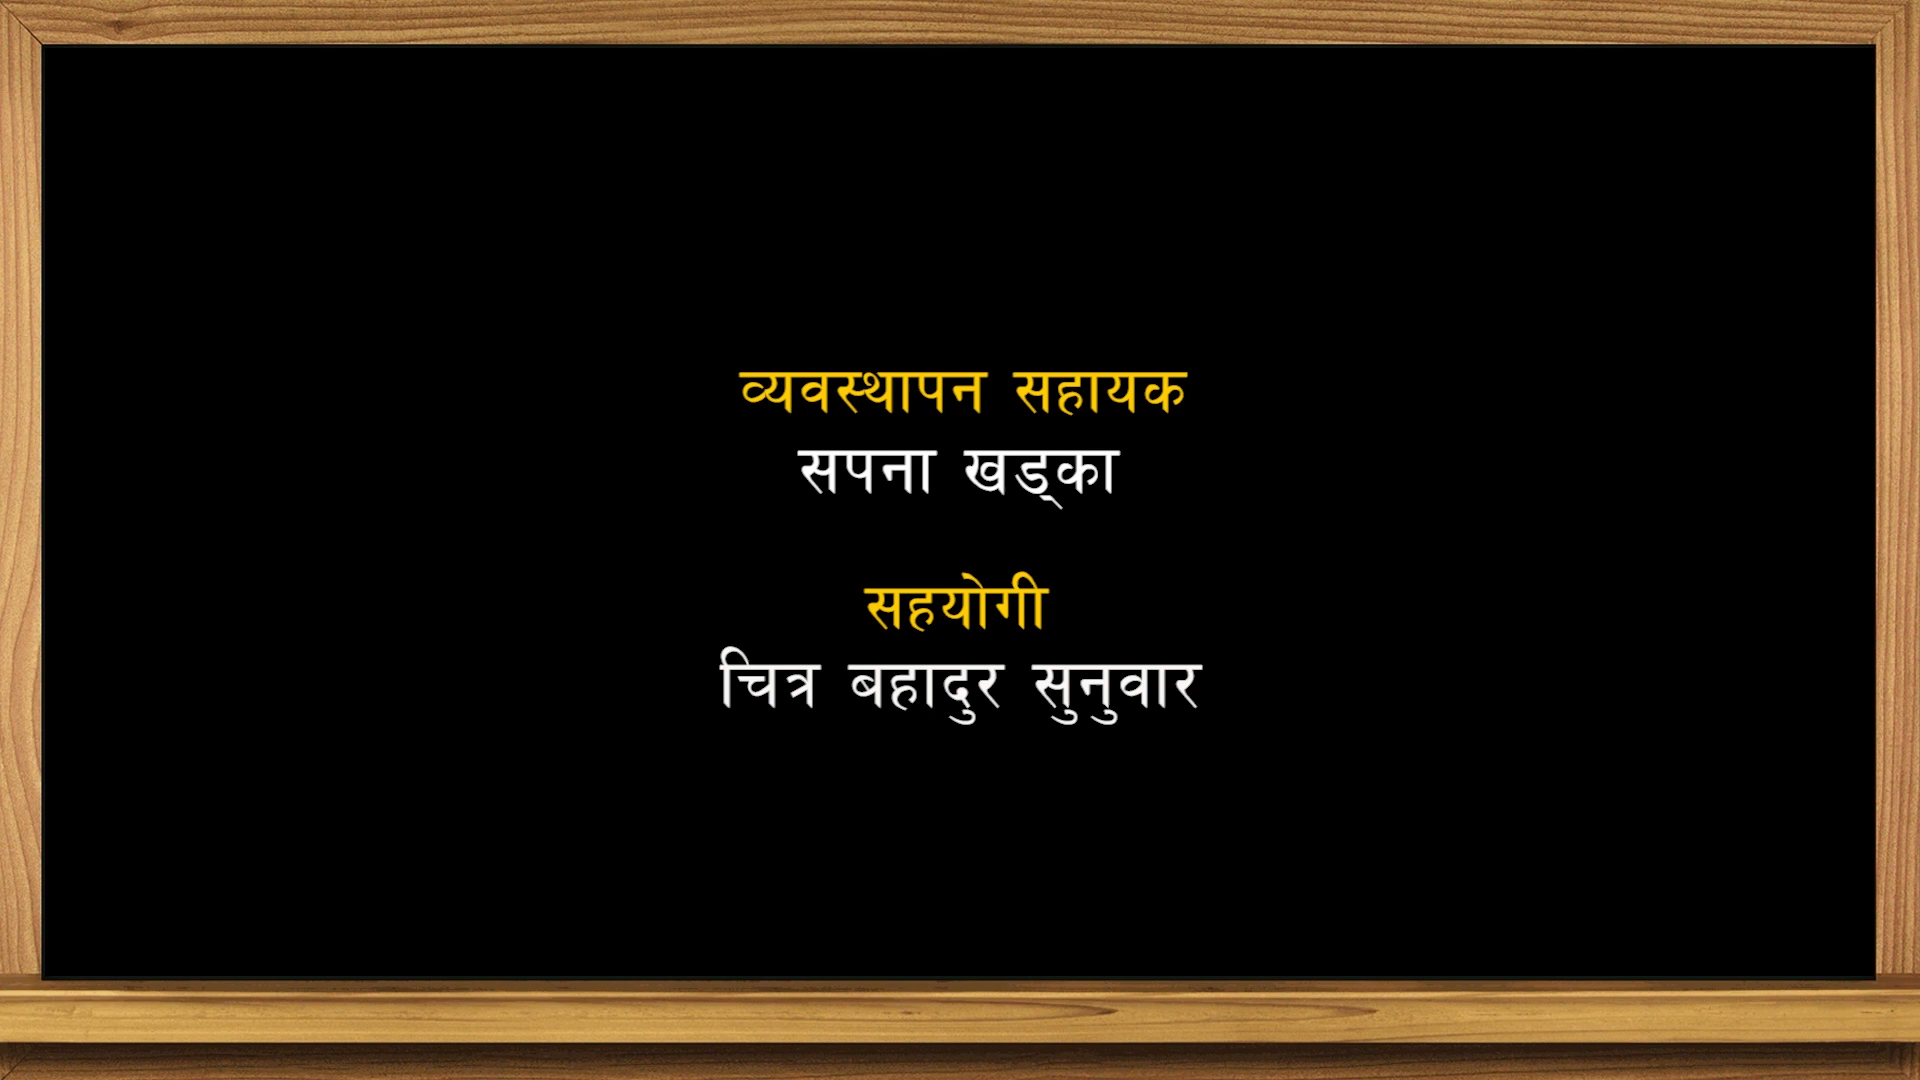 व्यवस्थापन सहायक
सपना खड्का
सहयोगी
चित्र बहादुर सुनुवार